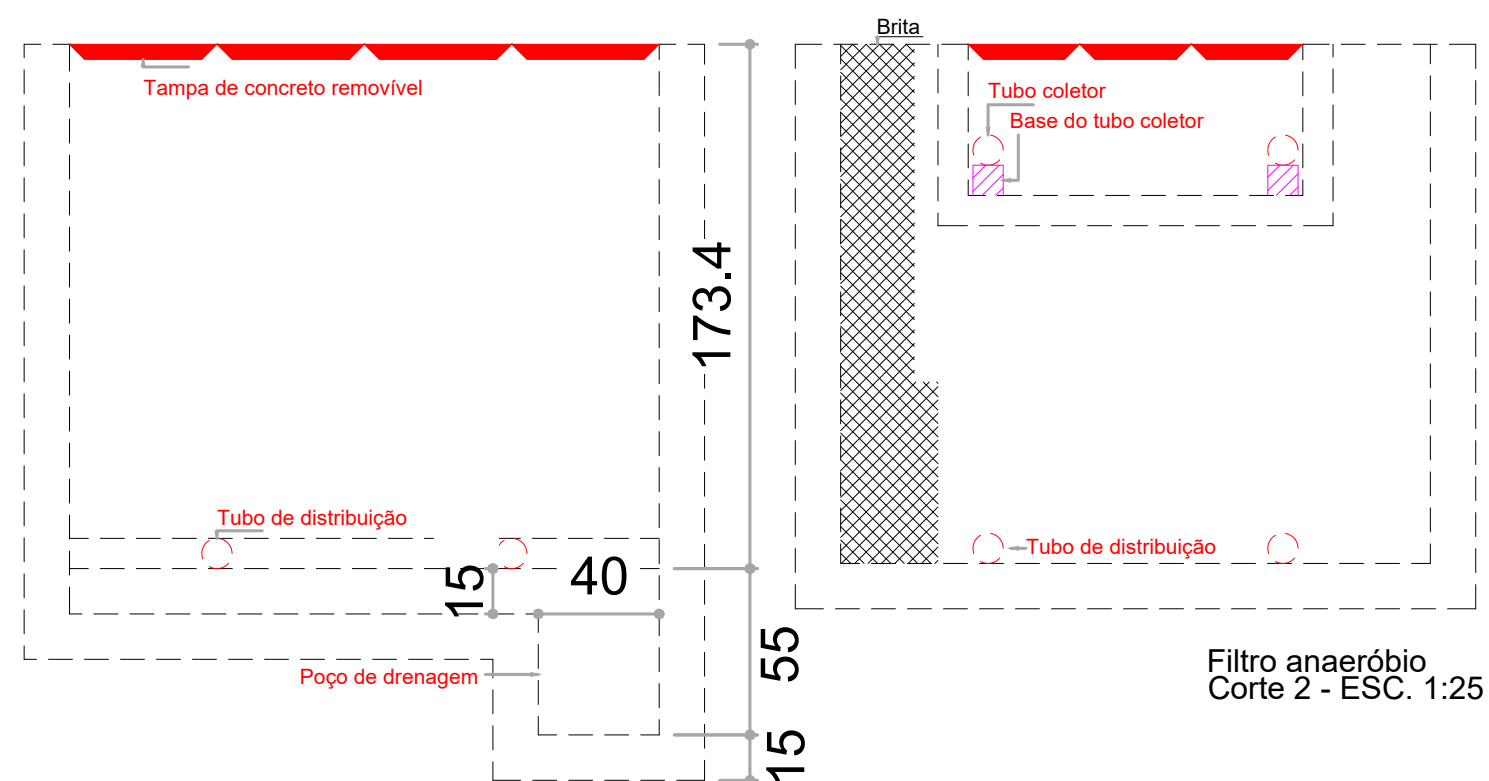 Brita
Tampa de concreto removível
Tubo coletor
Base do tubo coletor
173.4
Tubo de distribuição
Tubo de distribuição
15
40
55
Poço de drenagem
15
Filtro anaeróbio
Corte 2 - ESC. 1:25